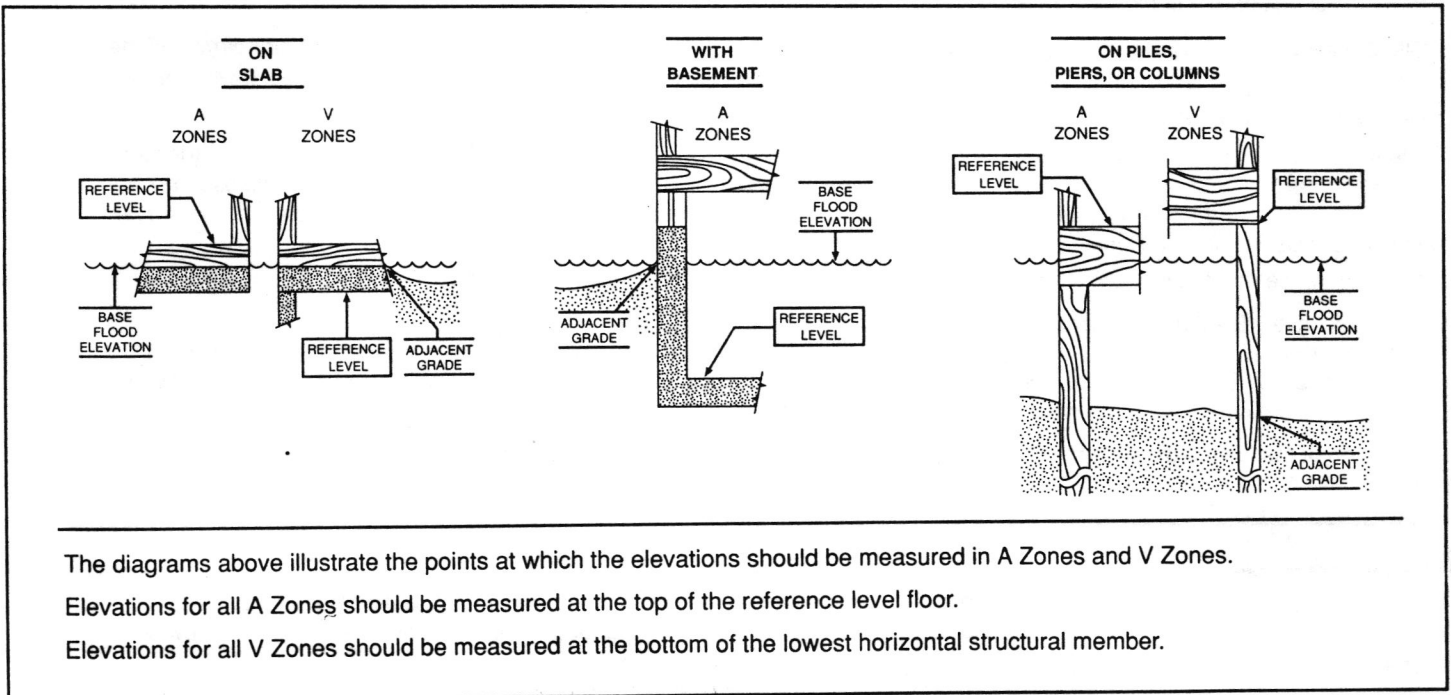 ON
SLAB
A
ZONES
V
ZONES
REFERENCE
LEVEL
BASE
FLOOD
ELEVATION
REFERENCE
LEVEL
ADJACENT
GRADE
WITH
BASEMENT
A
ZONES
BASE
FLOOD
ELEVATION
ADJACENT
GRADE
REFERENCE
LEVEL
ON PILES,
PIERS, OR COLUMNS
A
ZONES
V
ZONES
REFERENCE
LEVEL
REFERENCE
LEVEL
BASE
FLOOD
ELEVATION
ADJACENT
GRADE
The diagrams above illustrate the points at which the elevations should be measured in A Zones and V Zones.
Elevations for all A Zones should be measured at the top of the reference level floor.
Elevations for all V Zones should be measured at the bottom of the lowest horizontal structural member.